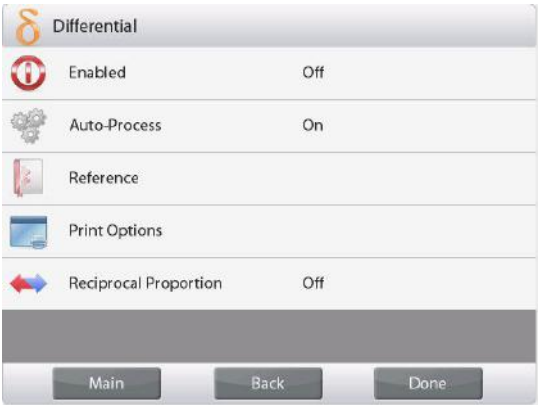 δ Differential
Enabled Off
Auto-Process On
Reference
Print Options
Reciprocal Proportion Off
Main Back Done